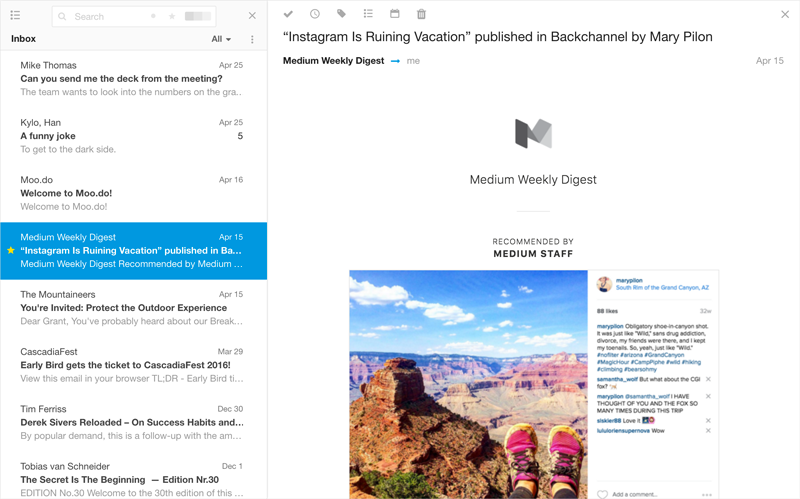 Search
Inbox
All
Mike Thomas Apr 25
Can you send me the deck from the meeting?
The team wants to look into the numbers on the gra…
Kylo, Han Apr 25
A funny joke 5
To get to the dark side.
Moo.do Apr 16
Welcome to Moo.do!
Welcome to Moo.do!
Medium Weekly Digest Apr 15
“Instagram Is Ruining Vacation” published in Ba…
Medium Weekly Digest Recommended by Medium …
The Mountaineers Apr 15
You're Invited: Protect the Outdoor Experience
Dear Grant, You've probably heard about our Break…
CascadiaFest Mar 29
Early Bird gets the ticket to CascadiaFest 2016!
View this email in your browser TL;DR - Early Bird ti…
Tim Ferriss Dec 30
Derek Sivers Reloaded – On Success Habits and…
By popular demand, this is a follow-up with the am…
Tobias van Schneider Dec 1
The Secret Is The Beginning — Edition Nr.30
EDITION No.30 Welcome to the 30th edition of this …
“Instagram Is Ruining Vacation” published in Backchannel by Mary Pilon
Medium Weekly Digest → me Apr 15
Medium Weekly Digest
RECOMMENDED BY
MEDIUM STAFF
marypilon
South Rim of the Grand Canyon, AZ
88 likes 32w
marypilon Obligatory shoe-in-canyon shot.
It was just like "Wild," sans drug addiction,
divorce, my friends were there, and I kept
my toenails. So, yeah, just like "Wild."
#nofilter #arizona #GrandCanyon
#MagicHour #CampPiphe #wild #hiking
#climbing #bearsohmy
samantha_wolf But what about the CGI
fox?
marypilon @samantha_wolf I HAVE
THOUGHT OF YOU AND THE FOX SO
MANY TIMES DURING THIS TRIP
slskier88 Love it
lululoriensupernova Wow
Add a comment...